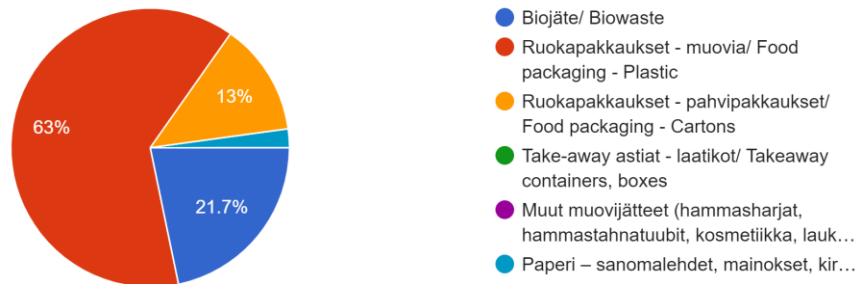 63%
13%
21.7%
Biojäte/ Biowaste
Ruokapakkaukset - muovia/ Food
packaging - Plastic
Ruokapakkaukset - pahvipakkaukset/
Food packaging - Cartons
Take-away astiat - laatikot/ Takeaway
containers, boxes
Muut muovijätteet (hammasharjat,
hammastahnatuubit, kosmetiikka, lauk…
Paperi – sanomalehdet, mainokset, kir…